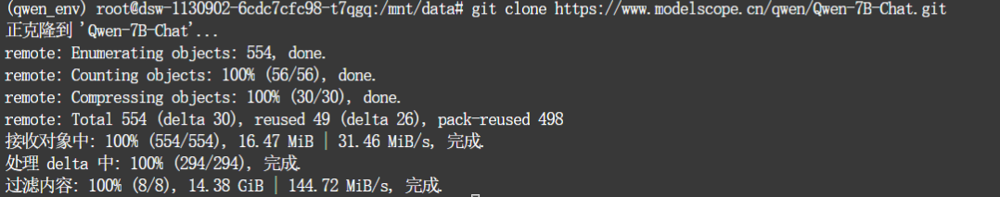 (qwen_env) root@dsw-1130902-6cdc7cfc98-t7qgq:/mnt/data# git clone https://www.modelscope.cn/qwen/Qwen-7B-Chat.git
正克隆到 'Qwen-7B-Chat'...
remote: Enumerating objects: 554, done.
remote: Counting objects: 100% (56/56), done.
remote: Compressing objects: 100% (30/30), done.
remote: Total 554 (delta 30), reused 49 (delta 26), pack-reused 498
接收对象中: 100% (554/554), 16.47 MiB | 31.46 MiB/s, 完成.
处理 delta 中: 100% (294/294), 完成.
过滤内容: 100% (8/8), 14.38 GiB | 144.72 MiB/s, 完成.